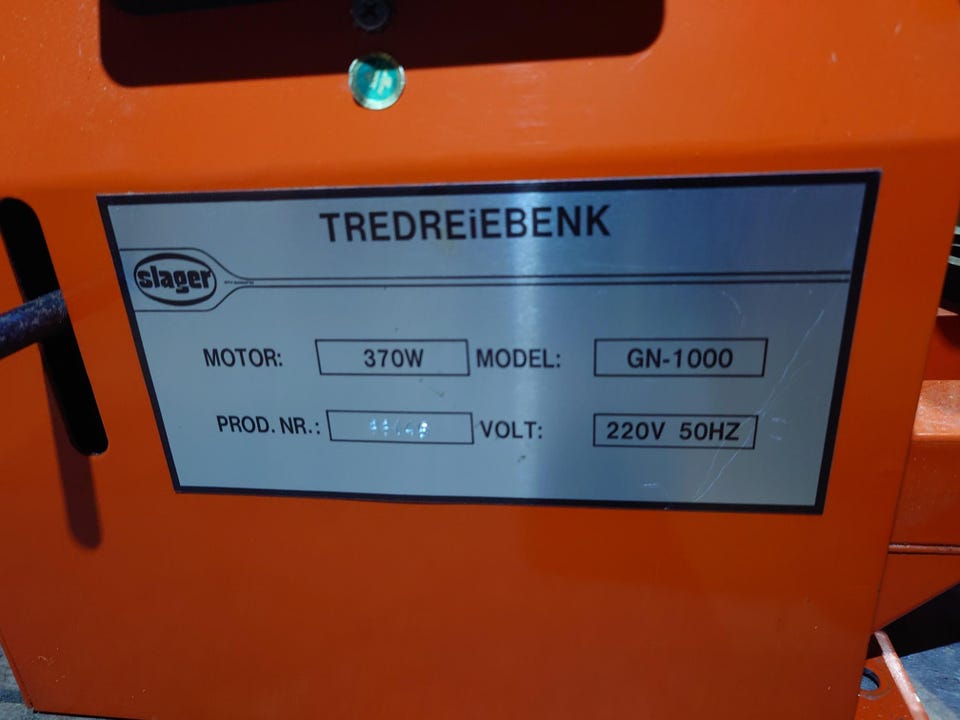 TREDREiEBENK
slager
MOTOR: 370W MODEL: GN-1000
PROD. NR.: VOLT: 220V 50HZ